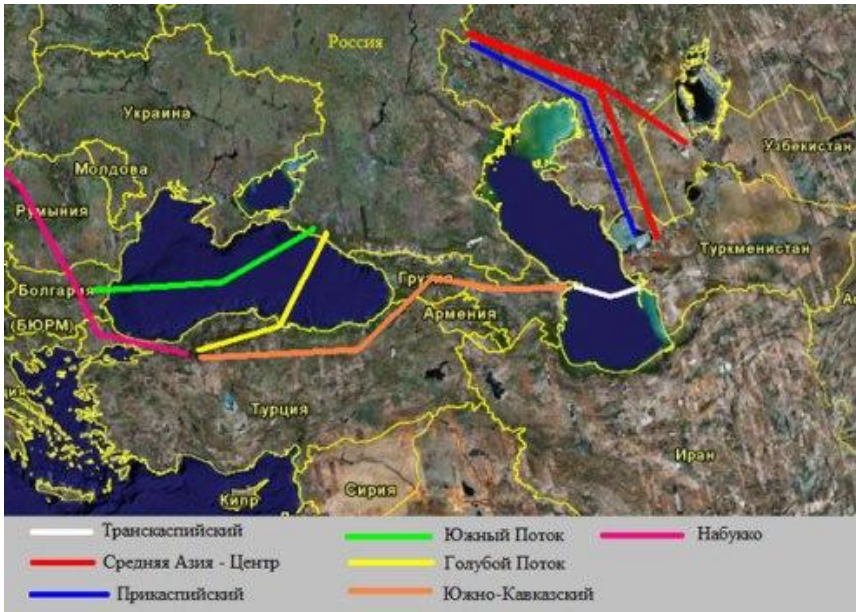 Россия
Украина
Узбекистан
Молдова
Румыния
Туркменистан
Грузия
Болгария
Армения
(БЮРМ)
Турция
Иран
Сирия
Кипр
Транскаспийский
Южный Поток
Набукко
Средняя Азия - Центр
Голубой Поток
Прикаспийский
Южно-Кавказский